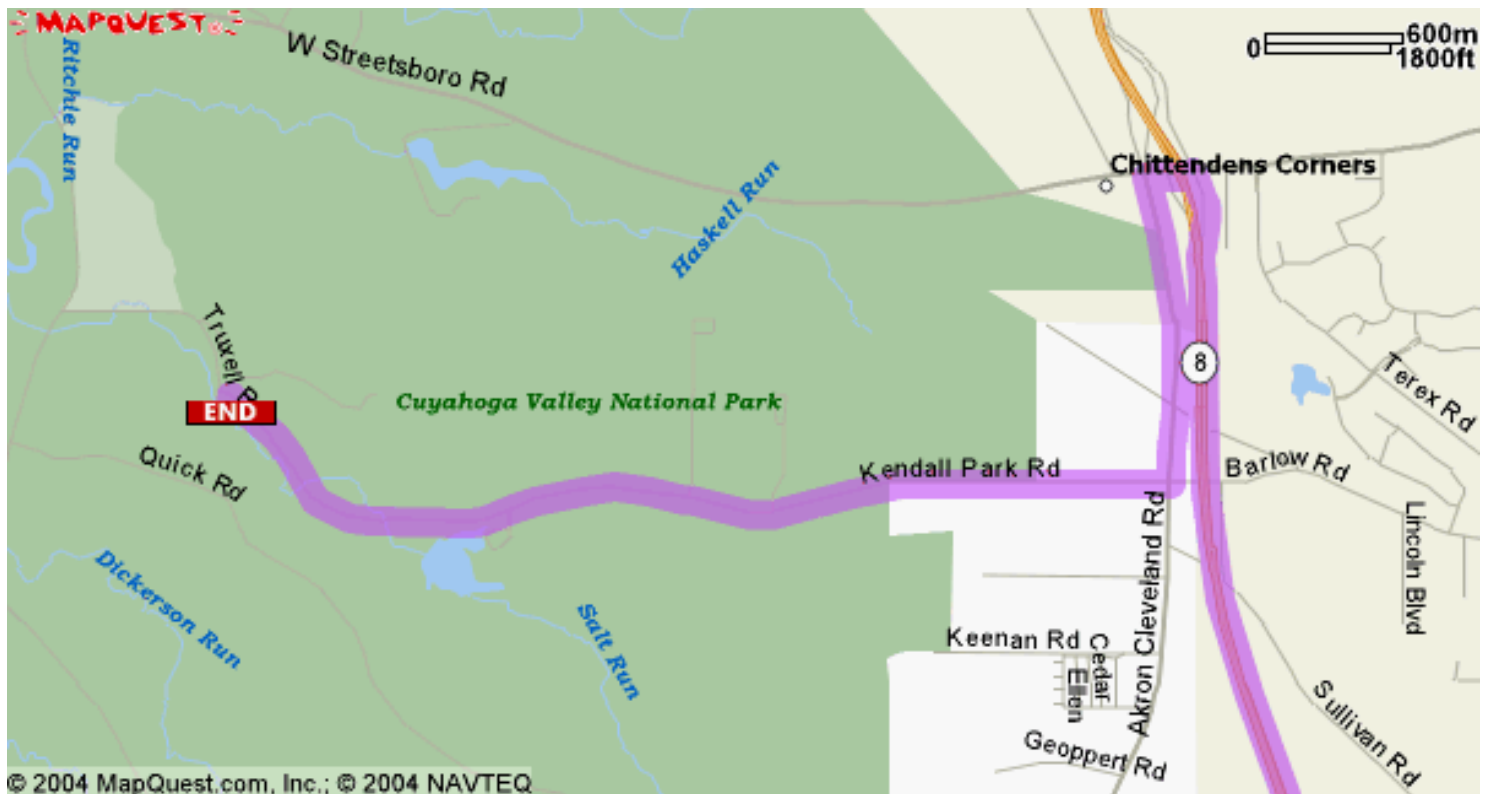 MAPQUEST®
600m
0
1800ft
Ritchie Run
W Streetsboro Rd
Chittendens Corners
Haskell Run
Truxell R
8
Terex Rd
END
Cuyahoga Valley National Park
Quick Rd
Kendall Park Rd
Barlow Rd
Akron Cleveland Rd
Lincoln Blvd
Dickerson Run
Salt Run
Keenan Rd
Cedar
Ellen
Sullivan Rd
Geoppert Rd
© 2004 MapQuest.com, Inc.; © 2004 NAVTEQ